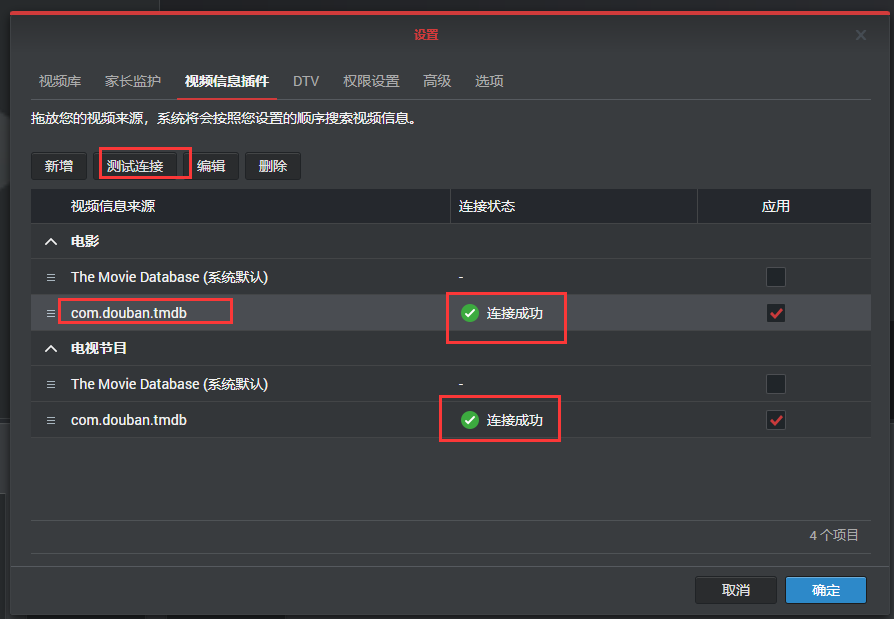 设置
视频库 家长监护 视频信息插件 DTV 权限设置 高级 选项
拖放您的视频来源，系统将会按照您设置的顺序搜索视频信息。
新增 测试连接 编辑 删除
视频信息来源 连接状态 应用
电影
The Movie Database (系统默认) -
com.douban.tmdb 连接成功
电视节目
The Movie Database (系统默认) -
com.douban.tmdb 连接成功
4 个项目
取消 确定